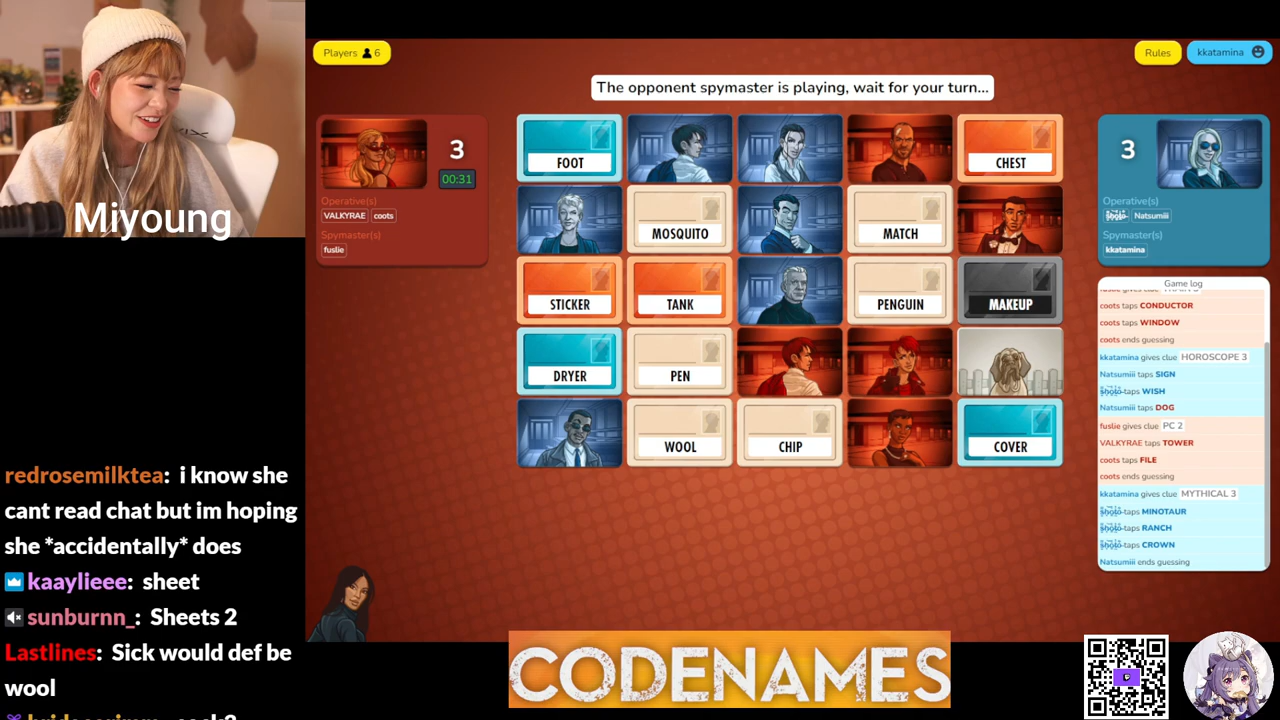 Miyoung
redrosemilktea: i know she
cant read chat but im hoping
she *accidentally* does
kaaylieee: sheet
sunburnn_: Sheets 2
Lastlines: Sick would def be
wool
Players 6
Rules
kkatamina
The opponent spymaster is playing, wait for your turn...
3
00:31
Operative(s)
VALKYRAE coots
Spymaster(s)
fuslie
FOOT
CHEST
MOSQUITO
MATCH
STICKER
TANK
PENGUIN
MAKEUP
DRYER
PEN
WOOL
CHIP
COVER
3
Operative(s)
Natsumiii
Spymaster(s)
kkatamina
Game log
coots taps CONDUCTOR
coots taps WINDOW
coots ends guessing
kkatamina gives clue HOROSCOPE 3
Natsumiii taps SIGN
sholo taps WISH
Natsumiii taps DOG
fuslie gives clue PC 2
VALKYRAE taps TOWER
coots taps FILE
coots ends guessing
kkatamina gives clue MYTHICAL 3
taps MINOTAUR
taps RANCH
taps CROWN
Natsumiii ends guessing
CODENAMES